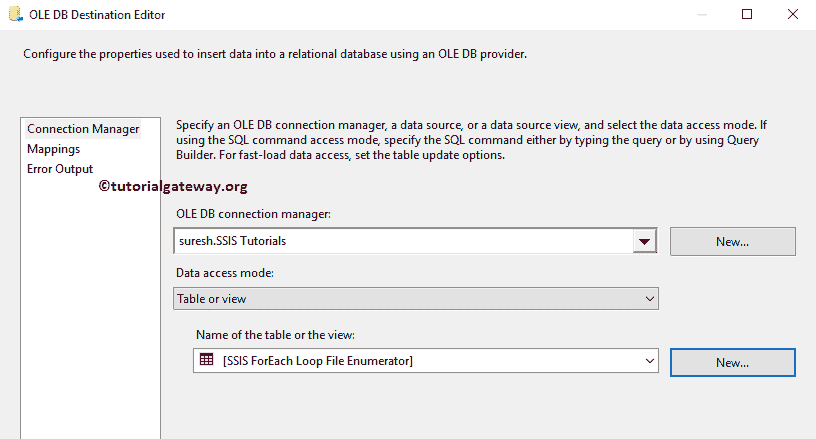 OLE DB Destination Editor
Configure the properties used to insert data into a relational database using an OLE DB provider.
Connection Manager
Mappings
Error Output
©tutorialgateway.org
Specify an OLE DB connection manager, a data source, or a data source view, and select the data access mode. If
using the SQL command access mode, specify the SQL command either by typing the query or by using Query
Builder. For fast-load data access, set the table update options.
OLE DB connection manager:
suresh.SSIS Tutorials
New...
Data access mode:
Table or view
Name of the table or the view:
[SSIS ForEach Loop File Enumerator]
New...